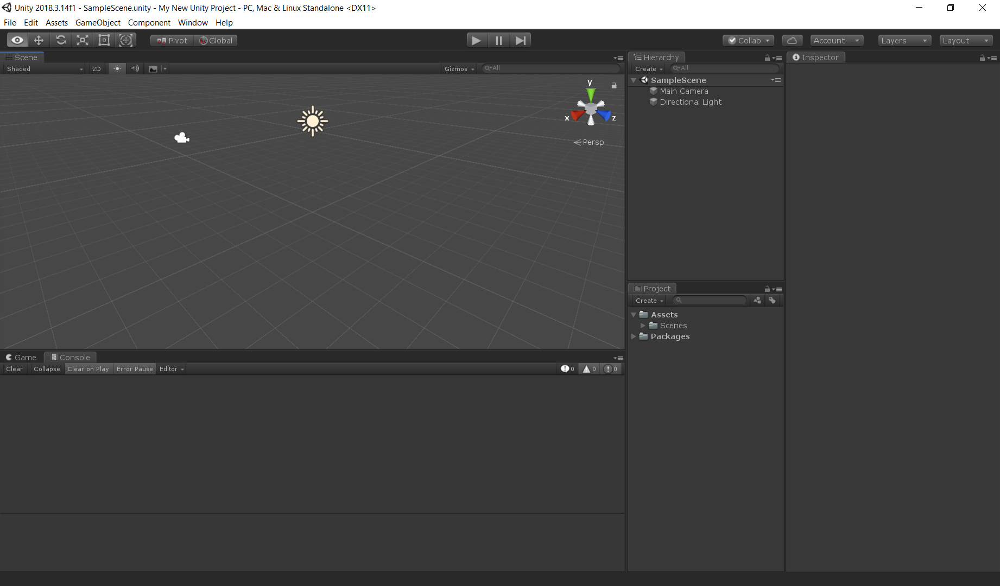 Unity 2018.3.14f1 - SampleScene.unity - My New Unity Project - PC, Mac & Linux Standalone <DX11>
File Edit Assets GameObject Component Window Help
Pivot Global Collab Account Layers Layout
Scene
Shaded 2D Gizmos All
y
x z
Persp
Hierarchy
Create All
SampleScene
Main Camera
Directional Light
Inspector
Project
Create
Assets
Scenes
Packages
Game Console
Clear Collapse Clear on Play Error Pause Editor 0 0 0